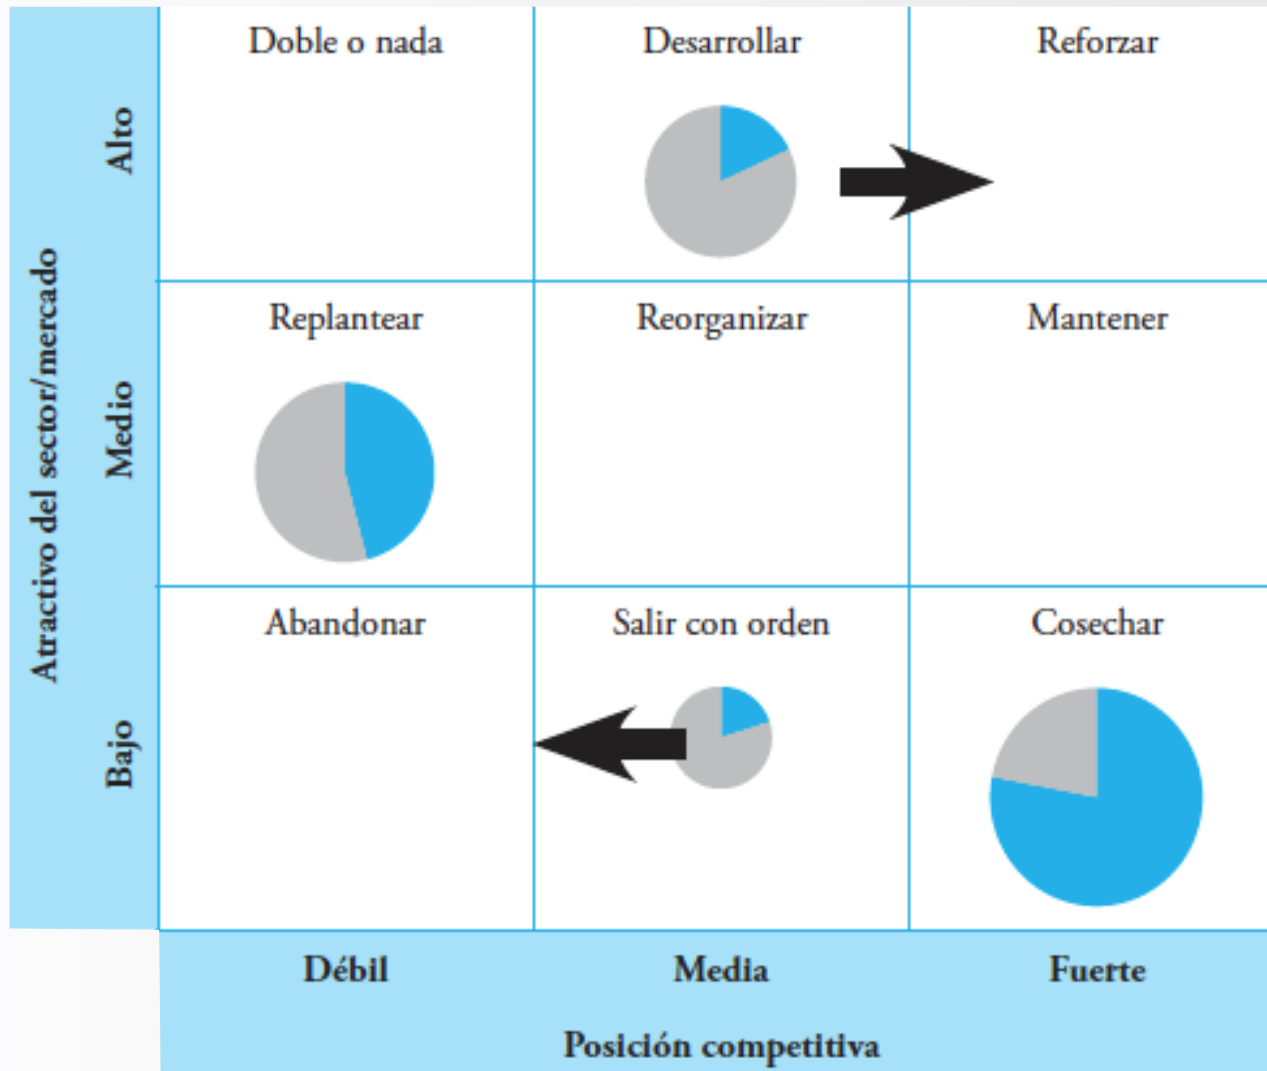 Doble o nada
Desarrollar
Reforzar
Alto
Replantear
Reorganizar
Mantener
Medio
Atractivo del sector/mercado
Abandonar
Salir con orden
Cosechar
Bajo
Débil
Media
Fuerte
Posición competitiva